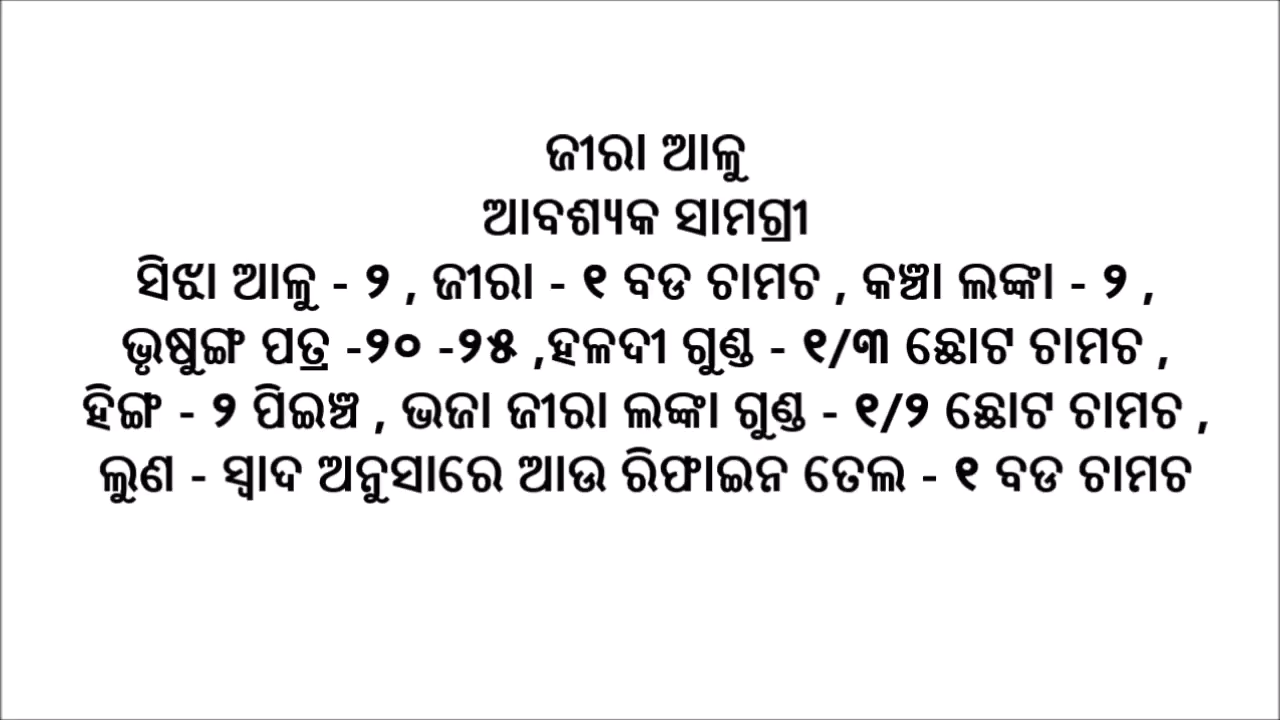 ଜୀରା ଆଳୁ
ଆବଶ୍ୟକ ସାମଗ୍ରୀ
ସିଝା ଆଳୁ - ୨ , ଜୀରା - ୧ ବଡ ଚାମଚ , କଞ୍ଚା ଲଙ୍କା - ୨ ,
ଭୃଷୁଙ୍ଗ ପତ୍ର -୨୦ -୨୫ ,ହଳଦୀ ଗୁଣ୍ଡ - ୧/୩ ଛୋଟ ଚାମଚ ,
ହିଙ୍ଗ - ୨ ପିଇଞ୍ଚ , ଭଜା ଜୀରା ଲଙ୍କା ଗୁଣ୍ଡ - ୧/୨ ଛୋଟ ଚାମଚ ,
ଲୁଣ - ସ୍ଵାଦ ଅନୁସାରେ ଆଉ ରିଫାଇନ ତେଲ - ୧ ବଡ ଚାମଚ